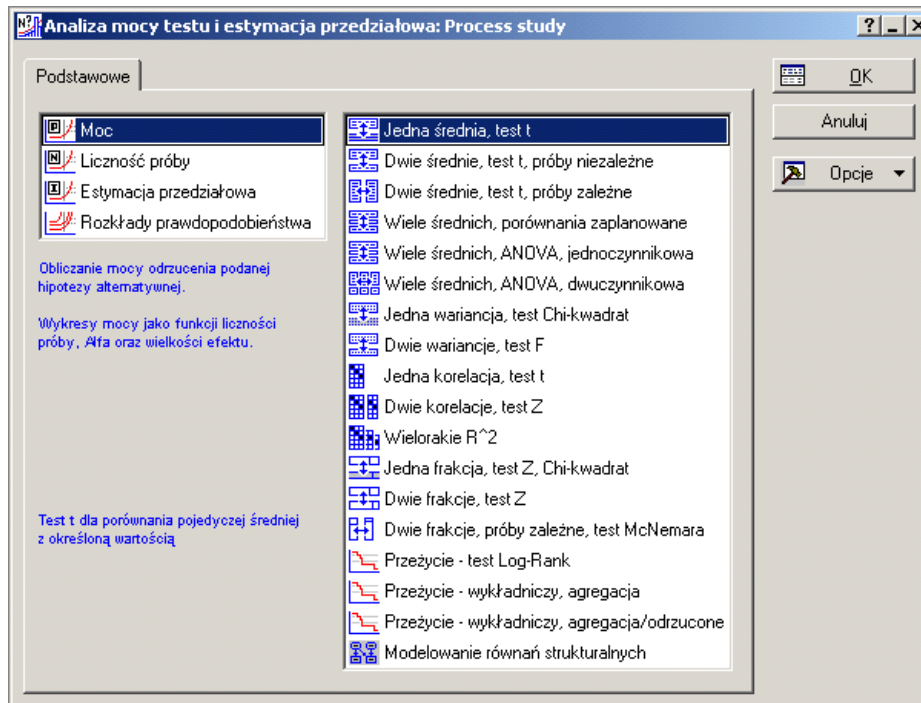 Analiza mocy testu i estymacja przedziałowa: Process study
Podstawowe
Moc
Liczność próby
Estymacja przedziałowa
Rozkłady prawdopodobieństwa
Obliczanie mocy odrzucenia podanej
hipotezy alternatywnej.
Wykresy mocy jako funkcji liczności
próby, Alfa oraz wielkości efektu.
Test t dla porównania pojedyczej średniej
z określoną wartością
Jedna średnia, test t
Dwie średnie, test t, próby niezależne
Dwie średnie, test t, próby zależne
Wiele średnich, porównania zaplanowane
Wiele średnich, ANOVA, jednoczynnikowa
Wiele średnich, ANOVA, dwuczynnikowa
Jedna wariancja, test Chi-kwadrat
Dwie wariancje, test F
Jedna korelacja, test t
Dwie korelacje, test Z
Wielorakie R^2
Jedna frakcja, test Z, Chi-kwadrat
Dwie frakcje, test Z
Dwie frakcje, próby zależne, test McNemara
Przeżycie - test Log-Rank
Przeżycie - wykładniczy, agregacja
Przeżycie - wykładniczy, agregacja/odrzucone
Modelowanie równań strukturalnych
OK
Anuluj
Opcje